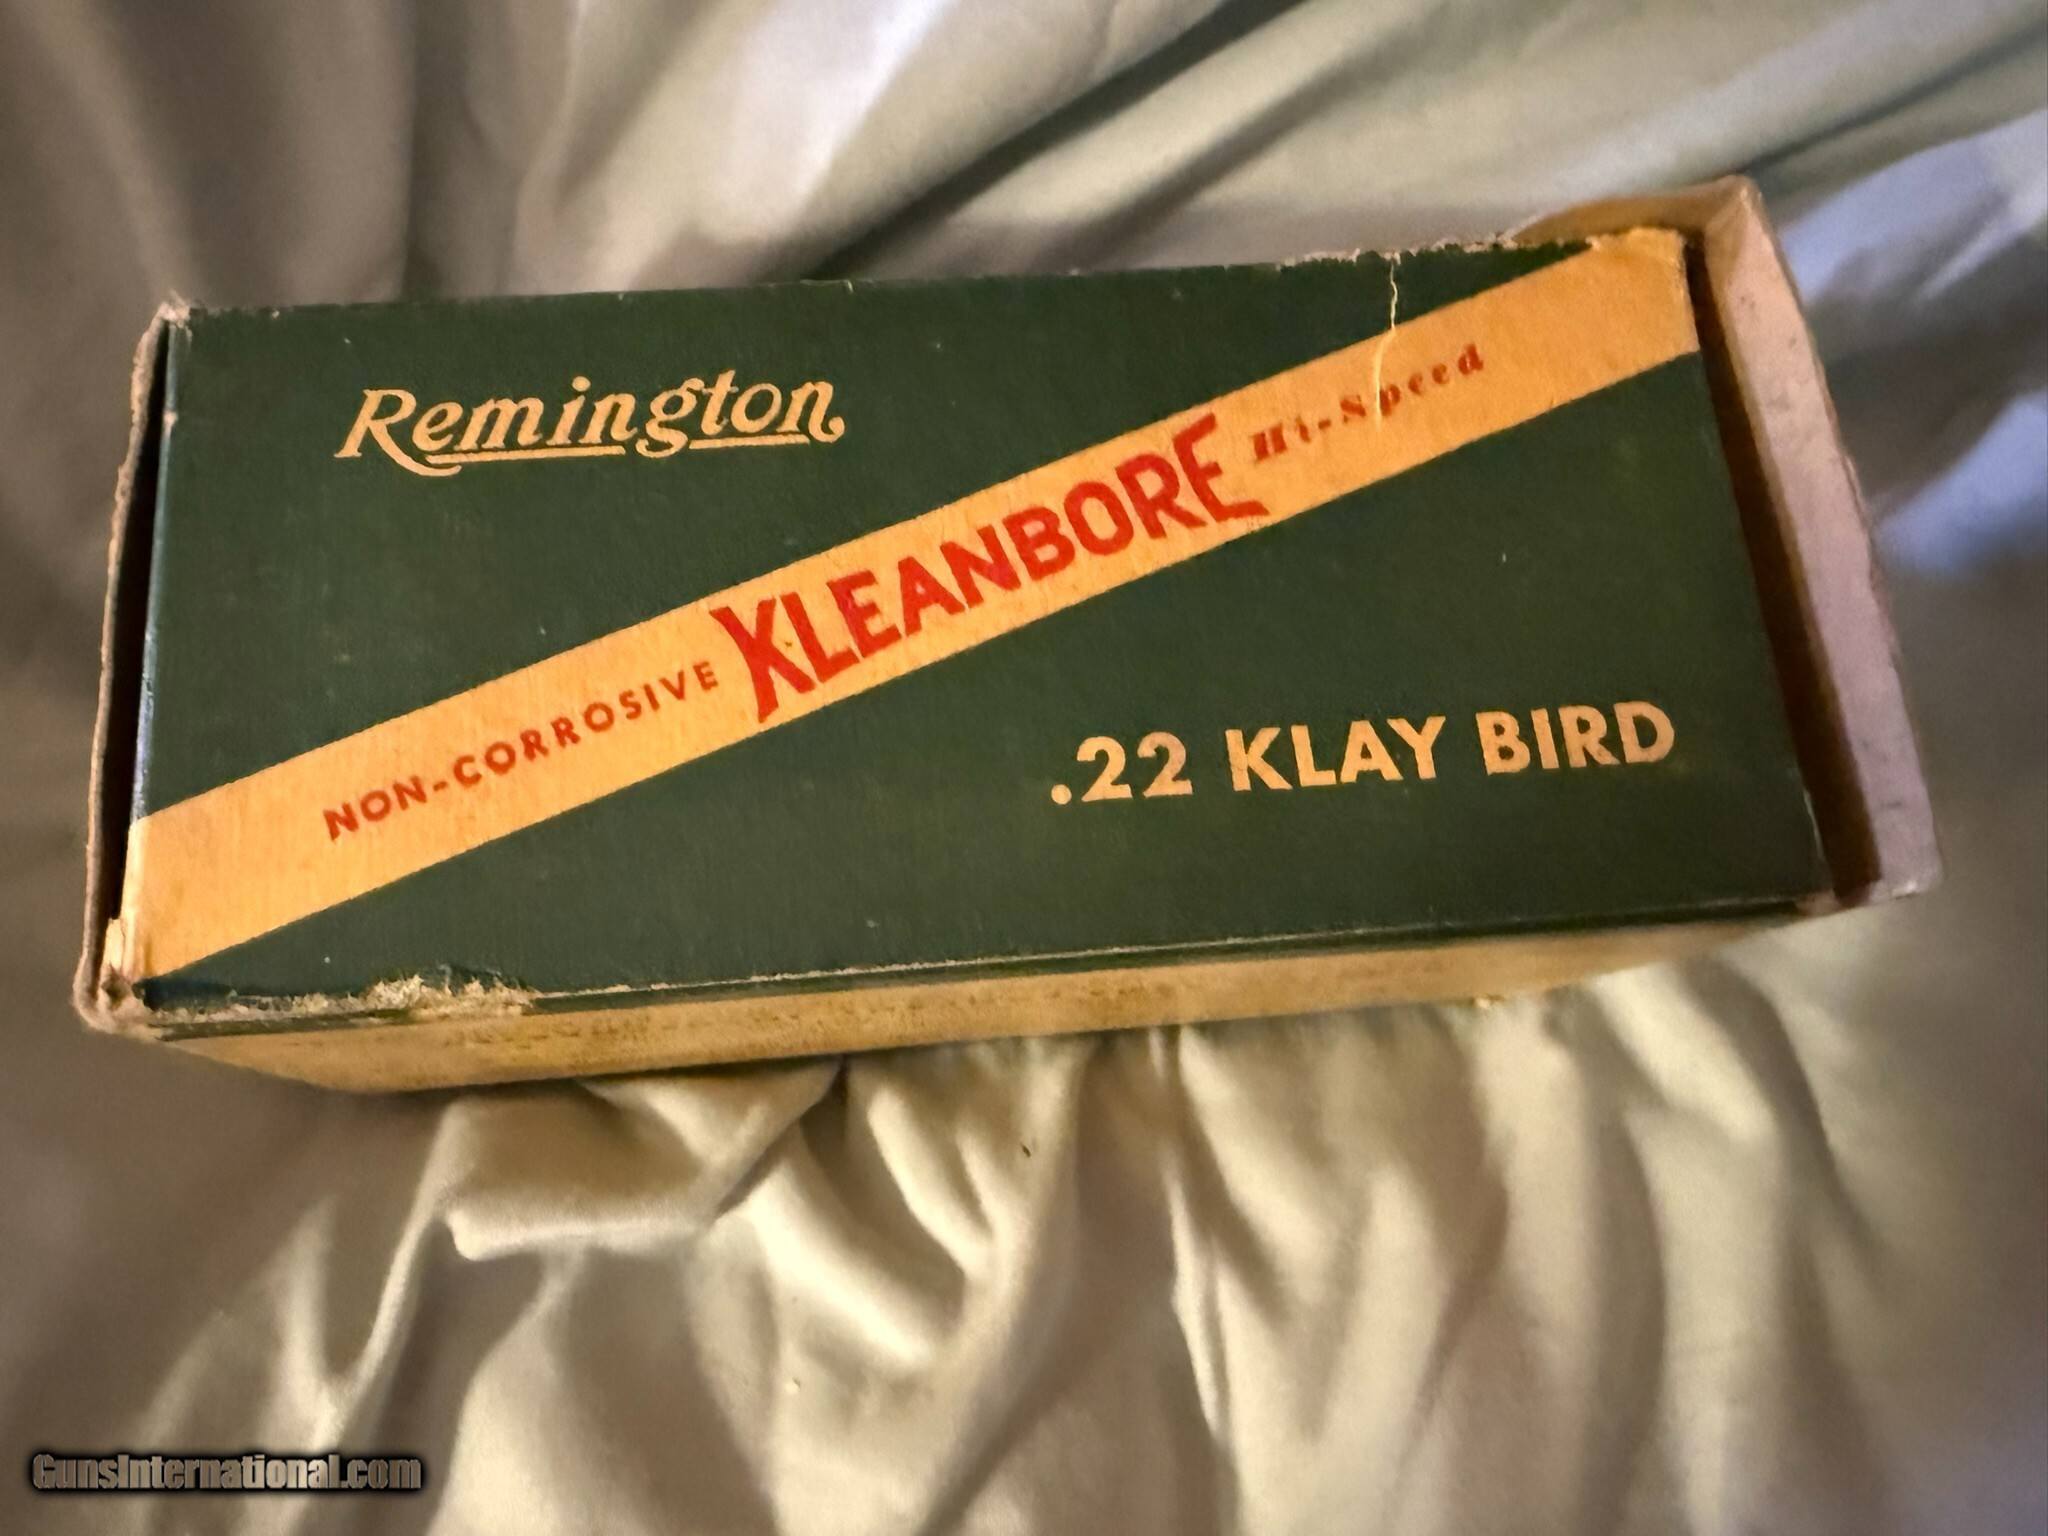 Remington
NON-CORROSIVE KLEANBORE Hi-Speed
.22 KLAY BIRD
GunsInternational.com